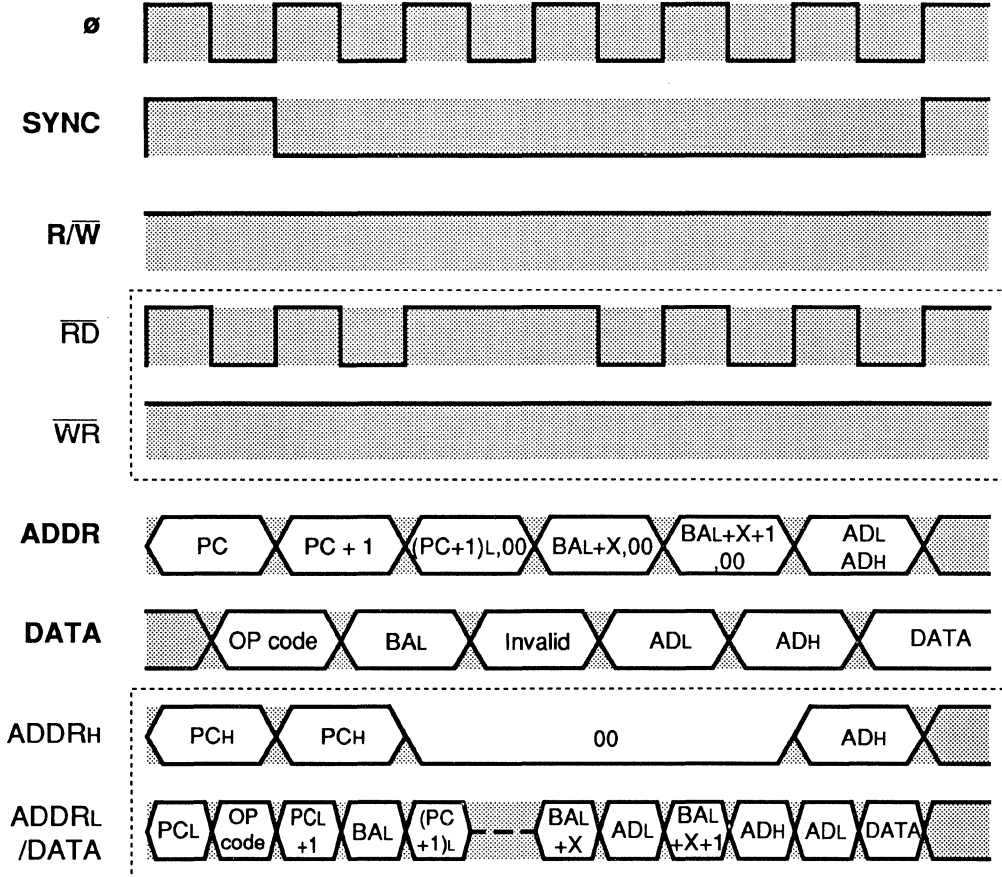 ø
SYNC
R/W̅
R̅D̅
W̅R̅
ADDR
PC
PC + 1
(PC+1)L,00
BAL+X,00
BAL+X+1
,00
ADL
ADH
DATA
OP code
BAL
Invalid
ADL
ADH
DATA
ADDRH
PCH
PCH
00
ADH
ADDRL
/DATA
PCL
OP
code
PCL
+1
BAL
(PC
+1)L
BAL
+X
ADL
BAL
+X+1
ADH
ADL
DATA